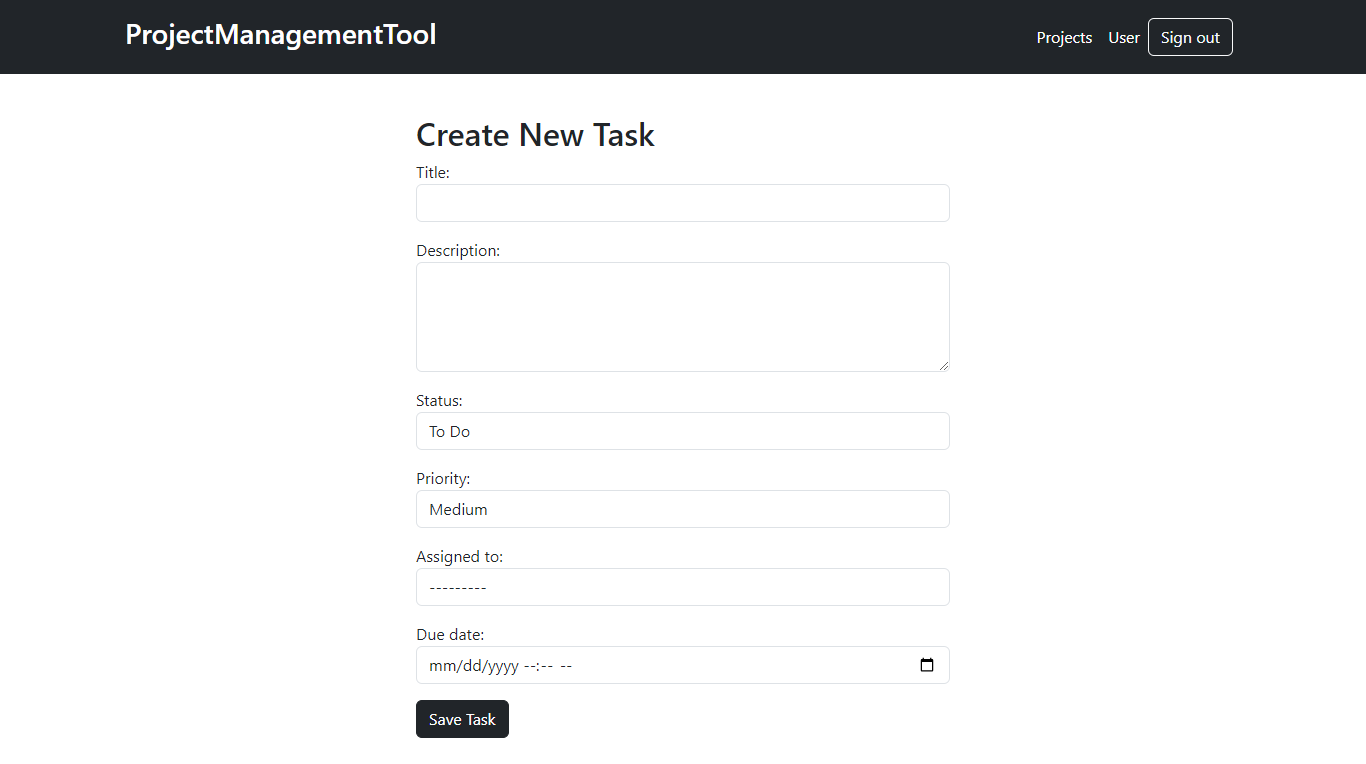 ProjectManagementTool
Projects User Sign out
Create New Task
Title:
Description:
Status:
To Do
Priority:
Medium
Assigned to:
---------
Due date:
mm/dd/yyyy --:-- --
Save Task